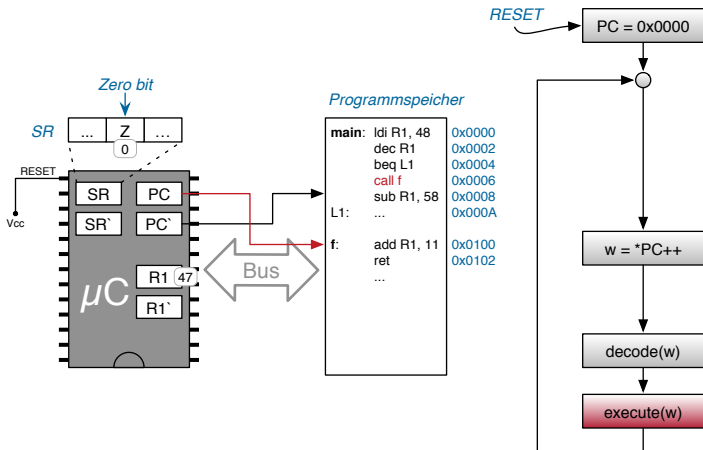 RESET
PC = 0x0000
Zero bit
SR
... Z ...
0
Programmspeicher
main: ldi R1, 48 0x0000
dec R1 0x0002
beq L1 0x0004
call f 0x0006
sub R1, 58 0x0008
L1: ... 0x000A
f: add R1, 11 0x0100
ret 0x0102
...
RESET
Vcc
SR PC
SR` PC`
R1 47
R1`
µC
Bus
w = *PC++
decode(w)
execute(w)